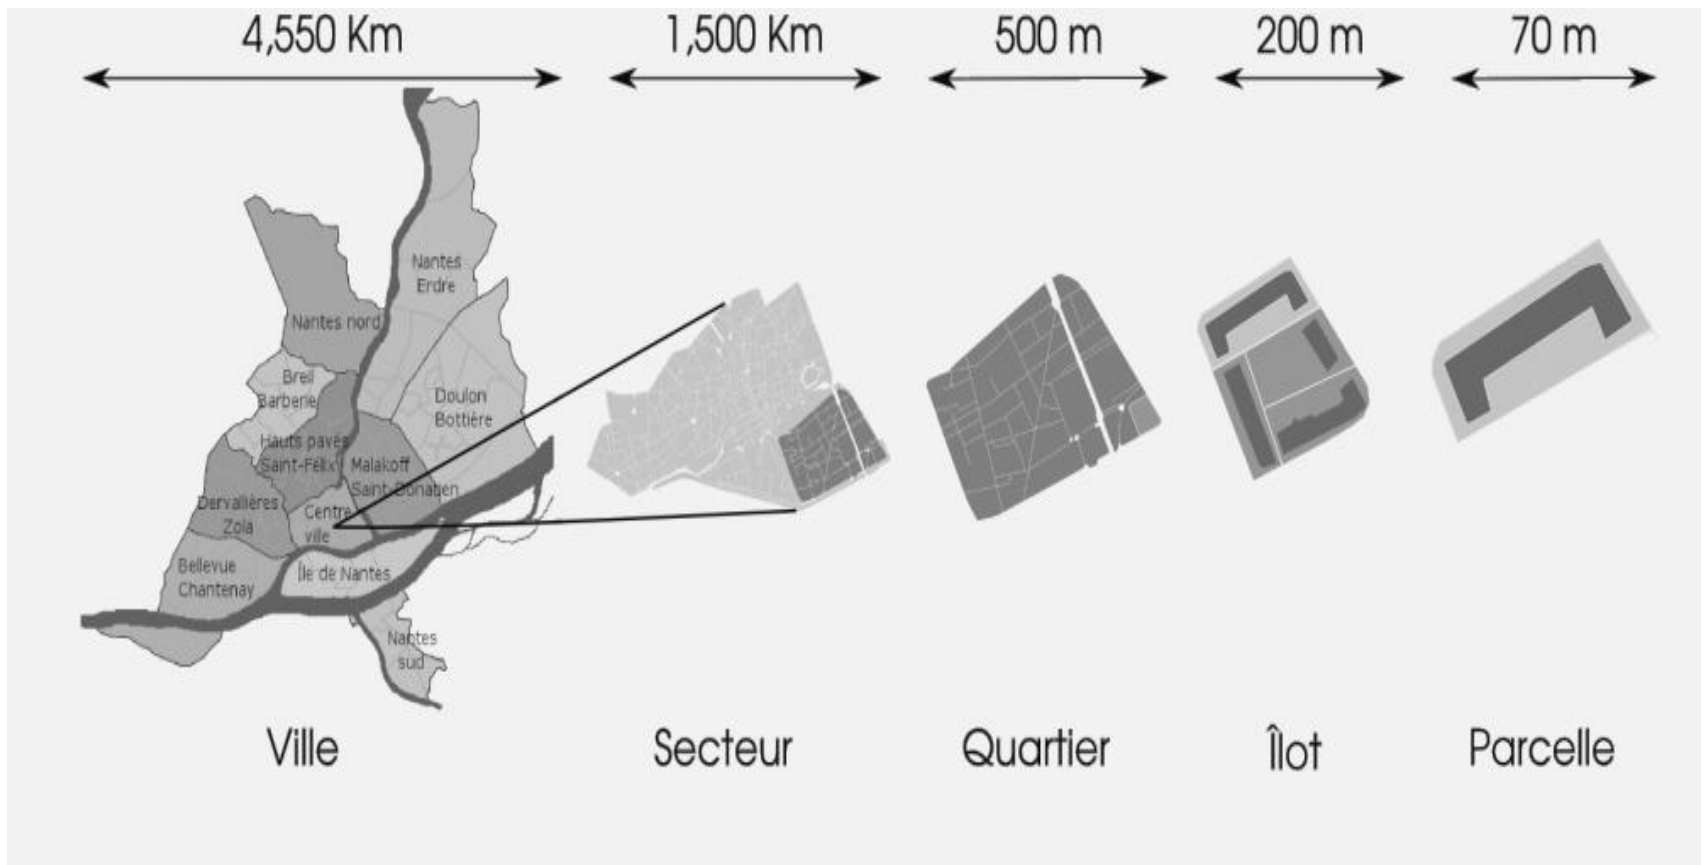 4,550 Km 1,500 Km 500 m 200 m 70 m
Nantes
Erdre
Nantes nord
Breil
Barberie
Doulon
Bottière
Hauts pavés
Saint-Félix
Malakoff
Saint-Donatien
Dervallières
Zola
Centre
ville
Bellevue
Chantenay
Île de Nantes
Nantes
sud
Ville Secteur Quartier Îlot Parcelle